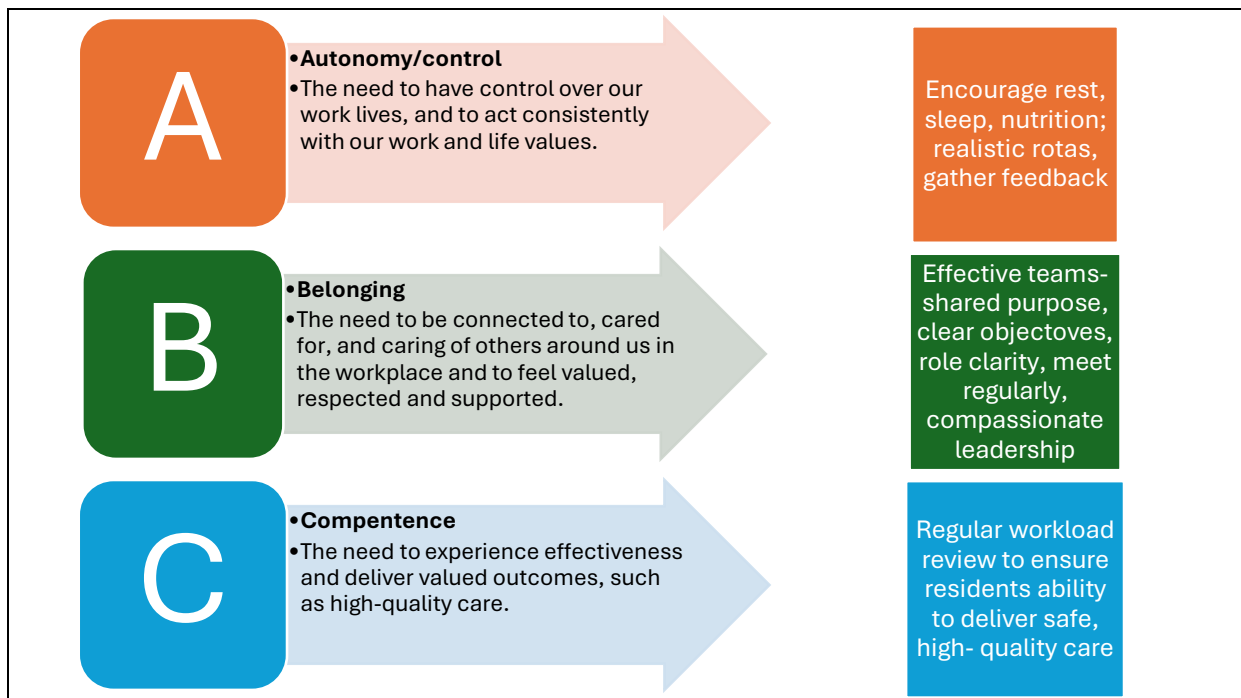 A
•Autonomy/control
•The need to have control over our
work lives, and to act consistently
with our work and life values.
Encourage rest,
sleep, nutrition;
realistic rotas,
gather feedback
B
•Belonging
•The need to be connected to, cared
for, and caring of others around us in
the workplace and to feel valued,
respected and supported.
Effective teams-
shared purpose,
clear objectoves,
role clarity, meet
regularly,
compassionate
leadership
C
•Compentence
•The need to experience effectiveness
and deliver valued outcomes, such
as high-quality care.
Regular workload
review to ensure
residents ability
to deliver safe,
high- quality care